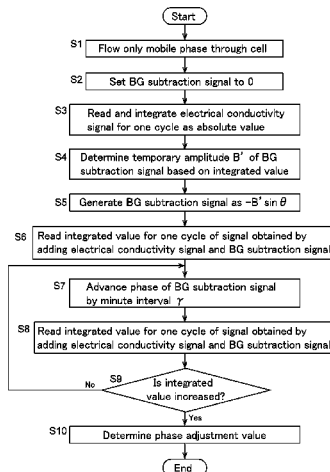 Start
S1
Flow only mobile phase through cell
S2
Set BG subtraction signal to 0
S3
Read and integrate electrical conductivity
signal for one cycle as absolute value
S4
Determine temporary amplitude B' of BG
subtraction signal based on integrated value
S5
Generate BG subtraction signal as -B' sin θ
S6
Read integrated value for one cycle of signal obtained by
adding electrical conductivity signal and BG subtraction signal
S7
Advance phase of BG subtraction signal
by minute interval γ
S8
Read integrated value for one cycle of signal obtained by
adding electrical conductivity signal and BG subtraction signal
S9
Is integrated
value increased?
No
Yes
S10
Determine phase adjustment value
End